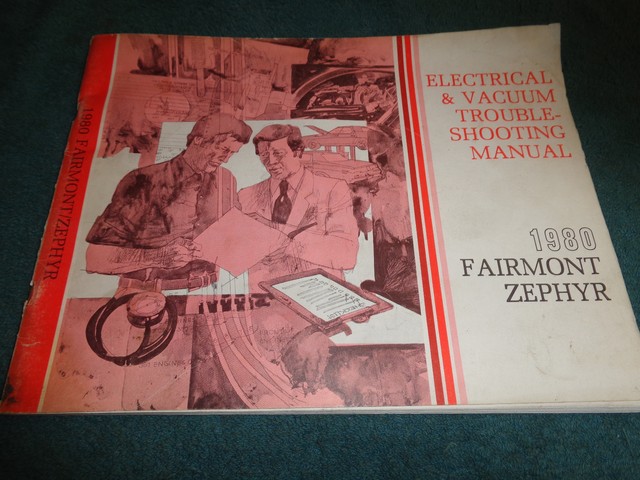 1980 FAIRMONT/ZEPHYR
ELECTRICAL
& VACUUM
TROUBLE-
SHOOTING
MANUAL
1980
FAIRMONT
ZEPHYR